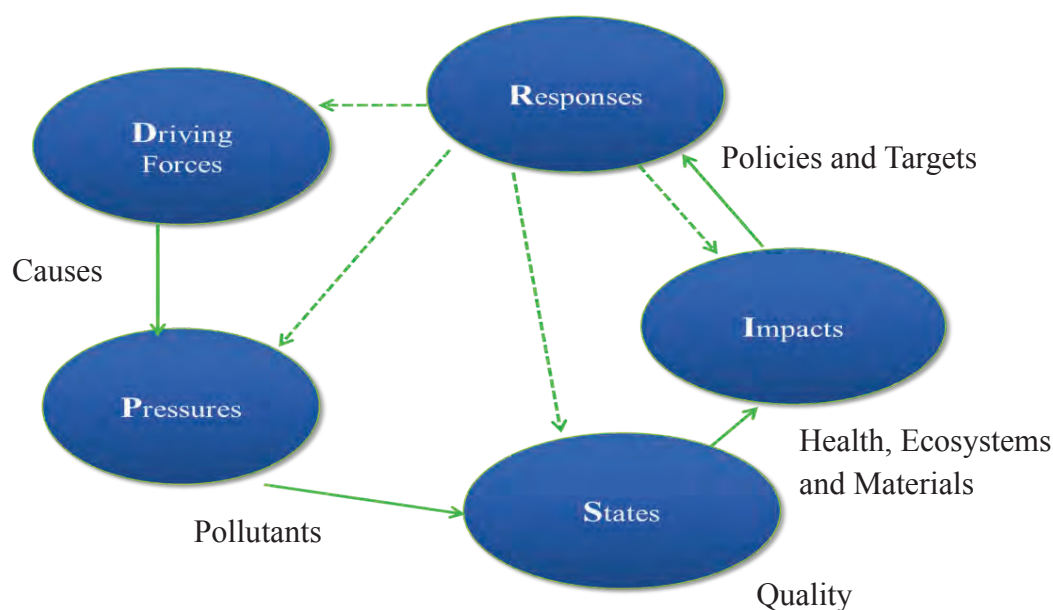 Responses
Driving
Forces
Policies and Targets
Causes
Impacts
Pressures
Health, Ecosystems
and Materials
States
Pollutants
Quality